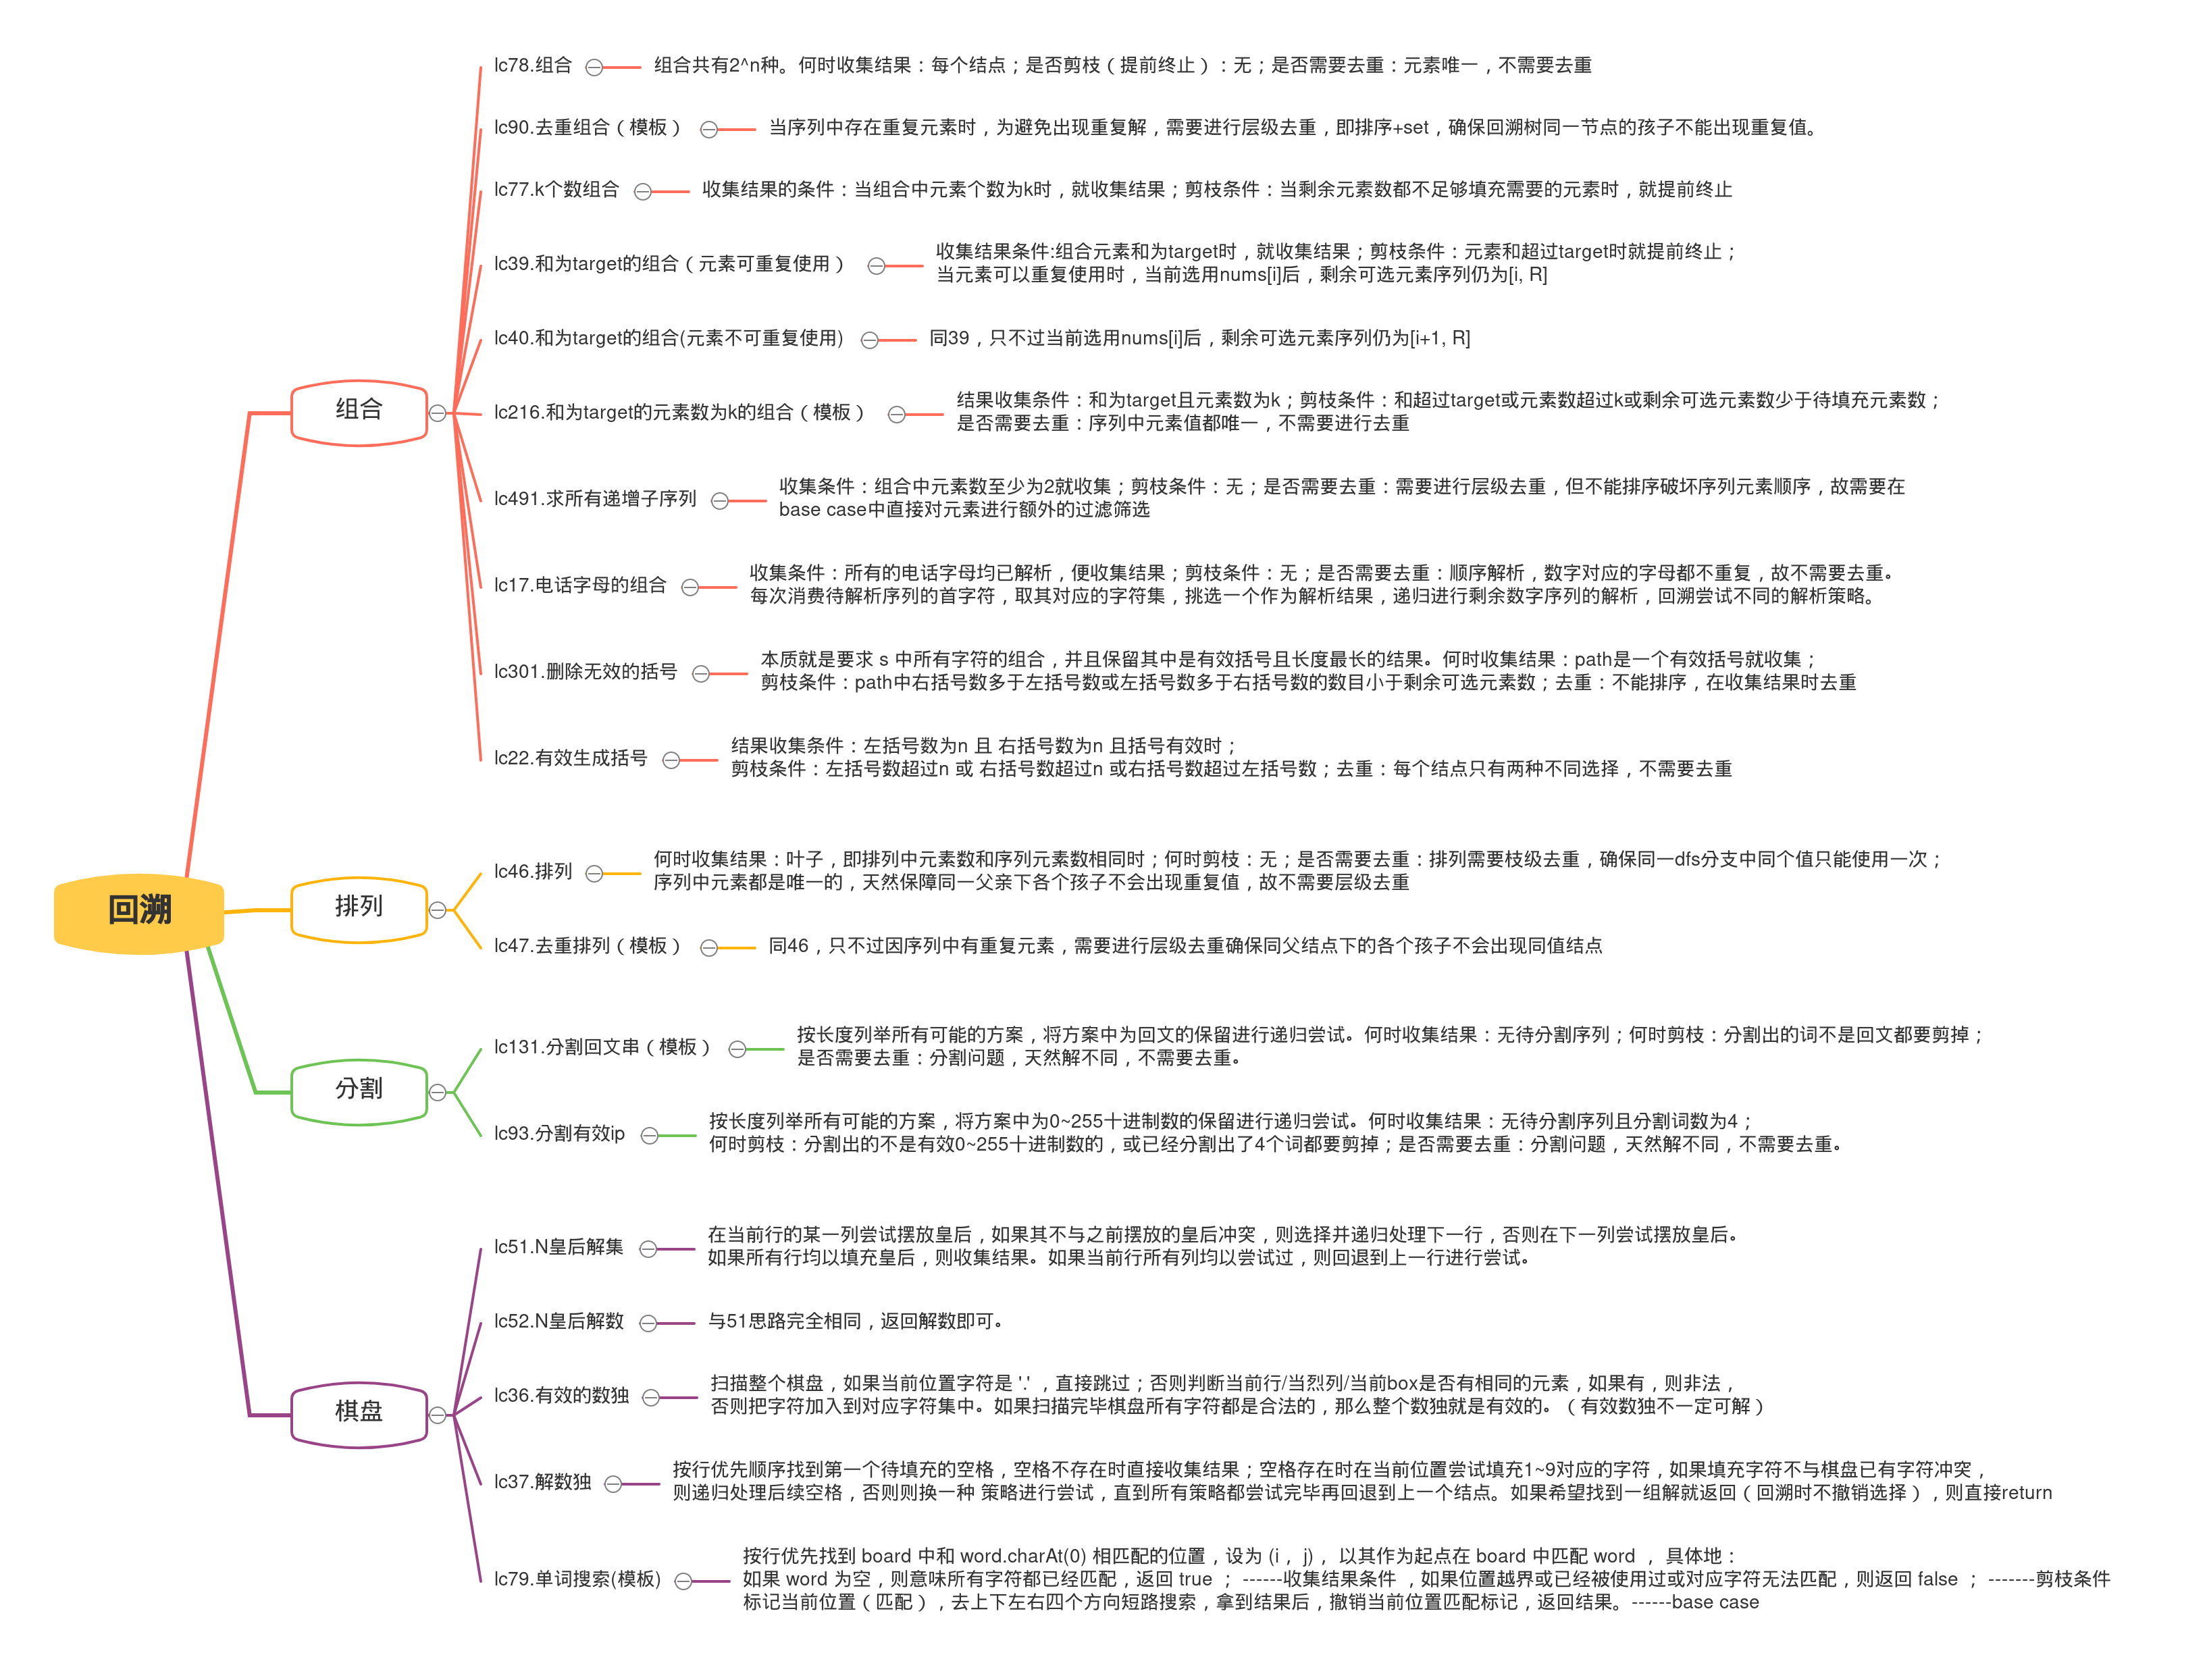 回溯
组合
lc78.组合
组合共有2^n种。何时收集结果：每个结点；是否剪枝（提前终止）：无；是否需要去重：元素唯一，不需要去重
lc90.去重组合（模板）
当序列中存在重复元素时，为避免出现重复解，需要进行层级去重，即排序+set，确保回溯树同一节点的孩子不能出现重复值。
lc77.k个数组合
收集结果的条件：当组合中元素个数为k时，就收集结果；剪枝条件：当剩余元素数都不足够填充需要的元素时，就提前终止
lc39.和为target的组合（元素可重复使用）
收集结果条件:组合元素和为target时，就收集结果；剪枝条件：元素和超过target时就提前终止；
当元素可以重复使用时，当前选用nums[i]后，剩余可选元素序列仍为[i, R]
lc40.和为target的组合(元素不可重复使用)
同39，只不过当前选用nums[i]后，剩余可选元素序列仍为[i+1, R]
lc216.和为target的元素数为k的组合（模板）
结果收集条件：和为target且元素数为k；剪枝条件：和超过target或元素数超过k或剩余可选元素数少于待填充元素数；
是否需要去重：序列中元素值都唯一，不需要进行去重
lc491.求所有递增子序列
收集条件：组合中元素数至少为2就收集；剪枝条件：无；是否需要去重：需要进行层级去重，但不能排序破坏序列元素顺序，故需要在
base case中直接对元素进行额外的过滤筛选
lc17.电话字母的组合
收集条件：所有的电话字母均已解析，便收集结果；剪枝条件：无；是否需要去重：顺序解析，数字对应的字母都不重复，故不需要去重。
每次消费待解析序列的首字符，取其对应的字符集，挑选一个作为解析结果，递归进行剩余数字序列的解析，回溯尝试不同的解析策略。
lc301.删除无效的括号
本质就是要求 s 中所有字符的组合，并且保留其中是有效括号且长度最长的结果。何时收集结果：path是一个有效括号就收集；
剪枝条件：path中右括号数多于左括号数或左括号数多于右括号数的数目小于剩余可选元素数；去重：不能排序，在收集结果时去重
lc22.有效生成括号
结果收集条件：左括号数为n 且 右括号数为n 且括号有效时；
剪枝条件：左括号数超过n 或 右括号数超过n 或右括号数超过左括号数；去重：每个结点只有两种不同选择，不需要去重
排列
lc46.排列
何时收集结果：叶子，即排列中元素数和序列元素数相同时；何时剪枝：无；是否需要去重：排列需要枝级去重，确保同一dfs分支中同个值只能使用一次；
序列中元素都是唯一的，天然保障同一父亲下各个孩子不会出现重复值，故不需要层级去重
lc47.去重排列（模板）
同46，只不过因序列中有重复元素，需要进行层级去重确保同父结点下的各个孩子不会出现同值结点
分割
lc131.分割回文串（模板）
按长度列举所有可能的方案，将方案中为回文的保留进行递归尝试。何时收集结果：无待分割序列；何时剪枝：分割出的词不是回文都要剪掉；
是否需要去重：分割问题，天然解不同，不需要去重。
lc93.分割有效ip
按长度列举所有可能的方案，将方案中为0~255十进制数的保留进行递归尝试。何时收集结果：无待分割序列且分割词数为4；
何时剪枝：分割出的不是有效0~255十进制数的，或已经分割出了4个词都要剪掉；是否需要去重：分割问题，天然解不同，不需要去重。
棋盘
lc51.N皇后解集
在当前行的某一列尝试摆放皇后，如果其不与之前摆放的皇后冲突，则选择并递归处理下一行，否则在下一列尝试摆放皇后。
如果所有行均以填充皇后，则收集结果。如果当前行所有列均以尝试过，则回退到上一行进行尝试。
lc52.N皇后解数
与51思路完全相同，返回解数即可。
lc36.有效的数独
扫描整个棋盘，如果当前位置字符是 '.' ，直接跳过；否则判断当前行/当烈列/当前box是否有相同的元素，如果有，则非法，
否则把字符加入到对应字符集中。如果扫描完毕棋盘所有字符都是合法的，那么整个数独就是有效的。（有效数独不一定可解）
lc37.解数独
按行优先顺序找到第一个待填充的空格，空格不存在时直接收集结果；空格存在时在当前位置尝试填充1~9对应的字符，如果填充字符不与棋盘已有字符冲突，
则递归处理后续空格，否则则换一种 策略进行尝试，直到所有策略都尝试完毕再回退到上一个结点。如果希望找到一组解就返回（回溯时不撤销选择），则直接return
lc79.单词搜索(模板)
按行优先找到 board 中和 word.charAt(0) 相匹配的位置，设为 (i ，j) ，以其作为起点在 board 中匹配 word ，具体地：
如果 word 为空，则意味所有字符都已经匹配，返回 true ； ------收集结果条件 ，如果位置越界或已经被使用过或对应字符无法匹配，则返回 false ； -------剪枝条件
标记当前位置（匹配），去上下左右四个方向短路搜索，拿到结果后，撤销当前位置匹配标记，返回结果。------base case